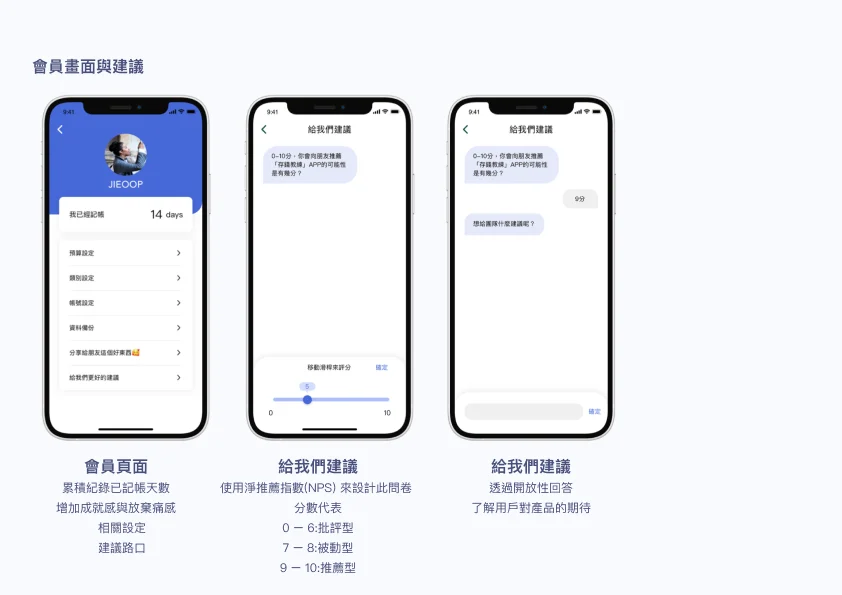 會員畫面與建議
9:41
JIEOOP
我已經記帳 14 days
預算設定
類別設定
帳號設定
資料備份
分享給朋友這個好東西🥰
給我們更好的建議
會員頁面
累積紀錄已記帳天數
增加成就感與放棄痛感
相關設定
建議路口
9:41
給我們建議
0~10分，你會向朋友推薦
「存錢教練」APP的可能性
是有幾分？
移動滑桿來評分 確定
5
0 10
給我們建議
使用淨推薦指數(NPS) 來設計此問卷
分數代表
0 – 6:批評型
7 – 8:被動型
9 – 10:推薦型
9:41
給我們建議
0~10分，你會向朋友推薦
「存錢教練」APP的可能性
是有幾分？
9分
想給團隊什麼建議呢？
確定
給我們建議
透過開放性回答
了解用戶對產品的期待